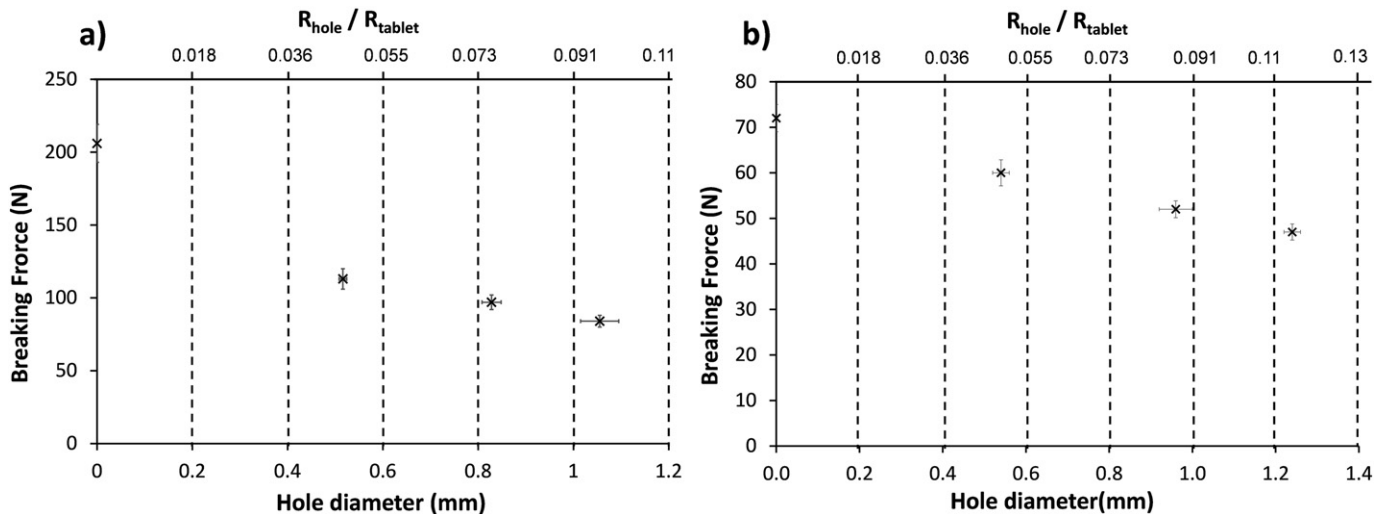 a)
R_hole / R_tablet
0.018 0.036 0.055 0.073 0.091 0.11
250
200
150
100
50
0
Breaking Frorce (N)
0 0.2 0.4 0.6 0.8 1 1.2
Hole diameter (mm)
b)
R_hole / R_tablet
0.018 0.036 0.055 0.073 0.091 0.11 0.13
80
70
60
50
40
30
20
10
0
Breaking Frorce (N)
0.0 0.2 0.4 0.6 0.8 1.0 1.2 1.4
Hole diameter(mm)